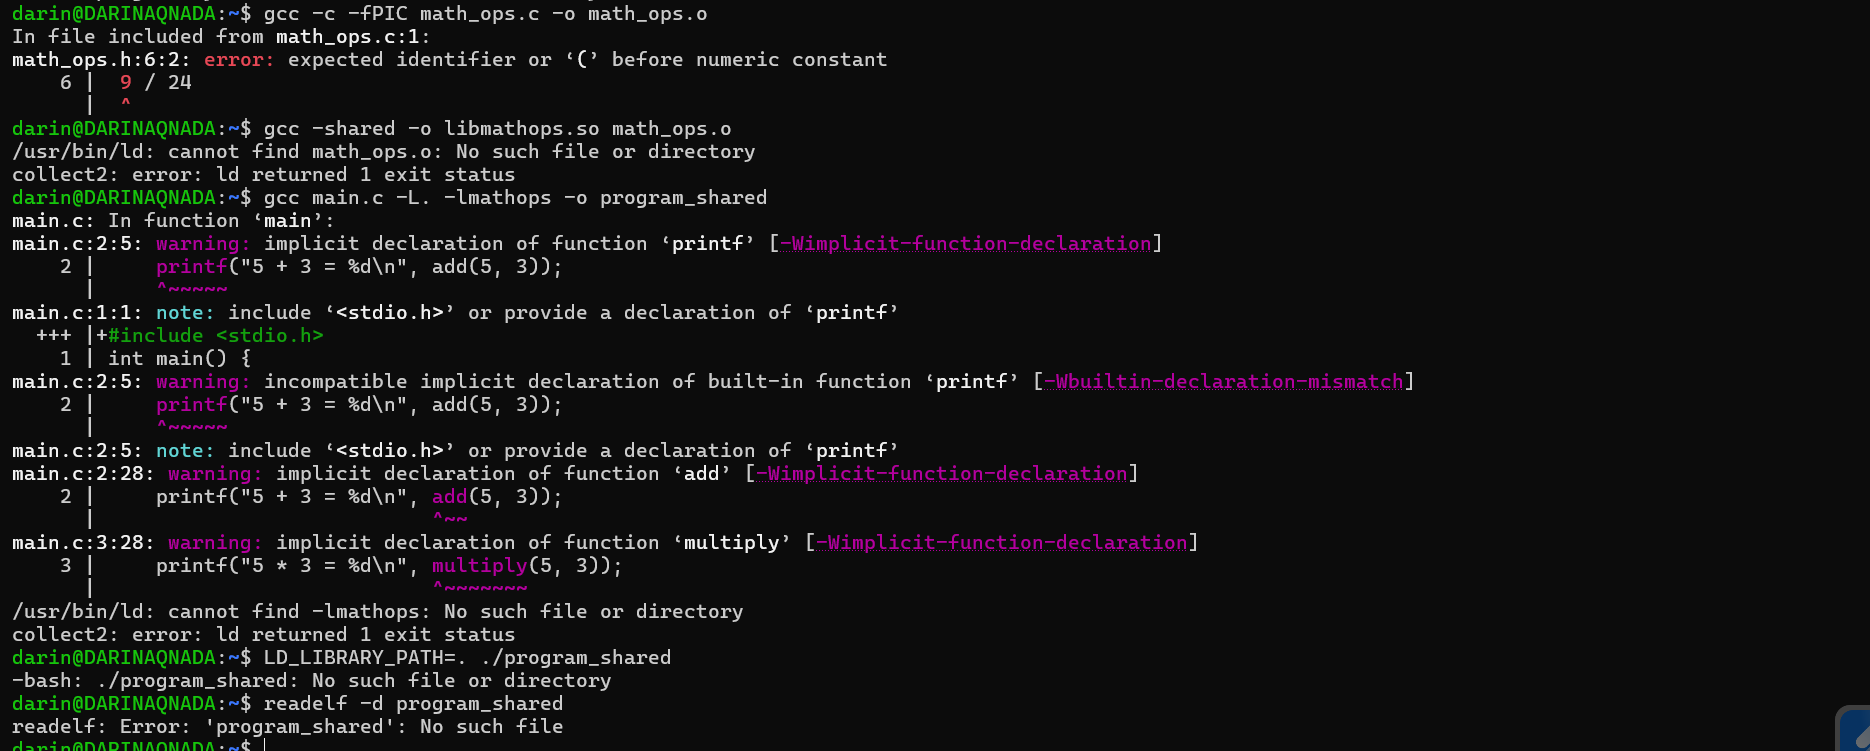 darin@DARINAQNADA:~$ gcc -c -fPIC math_ops.c -o math_ops.o
In file included from math_ops.c:1:
math_ops.h:6:2: error: expected identifier or ‘(’ before numeric constant
    6 |  9 / 24
      |  ^
darin@DARINAQNADA:~$ gcc -shared -o libmathops.so math_ops.o
/usr/bin/ld: cannot find math_ops.o: No such file or directory
collect2: error: ld returned 1 exit status
darin@DARINAQNADA:~$ gcc main.c -L. -lmathops -o program_shared
main.c: In function ‘main’:
main.c:2:5: warning: implicit declaration of function ‘printf’ [-Wimplicit-function-declaration]
    2 |     printf("5 + 3 = %d\n", add(5, 3));
      |     ^~~~~~
main.c:1:1: note: include ‘<stdio.h>’ or provide a declaration of ‘printf’
  +++ |+#include <stdio.h>
    1 | int main() {
main.c:2:5: warning: incompatible implicit declaration of built-in function ‘printf’ [-Wbuiltin-declaration-mismatch]
    2 |     printf("5 + 3 = %d\n", add(5, 3));
      |     ^~~~~~
main.c:2:5: note: include ‘<stdio.h>’ or provide a declaration of ‘printf’
main.c:2:28: warning: implicit declaration of function ‘add’ [-Wimplicit-function-declaration]
    2 |     printf("5 + 3 = %d\n", add(5, 3));
      |                            ^~~
main.c:3:28: warning: implicit declaration of function ‘multiply’ [-Wimplicit-function-declaration]
    3 |     printf("5 * 3 = %d\n", multiply(5, 3));
      |                            ^~~~~~~~
/usr/bin/ld: cannot find -lmathops: No such file or directory
collect2: error: ld returned 1 exit status
darin@DARINAQNADA:~$ LD_LIBRARY_PATH=. ./program_shared
-bash: ./program_shared: No such file or directory
darin@DARINAQNADA:~$ readelf -d program_shared
readelf: Error: 'program_shared': No such file
darin@DARINAQNADA:~$